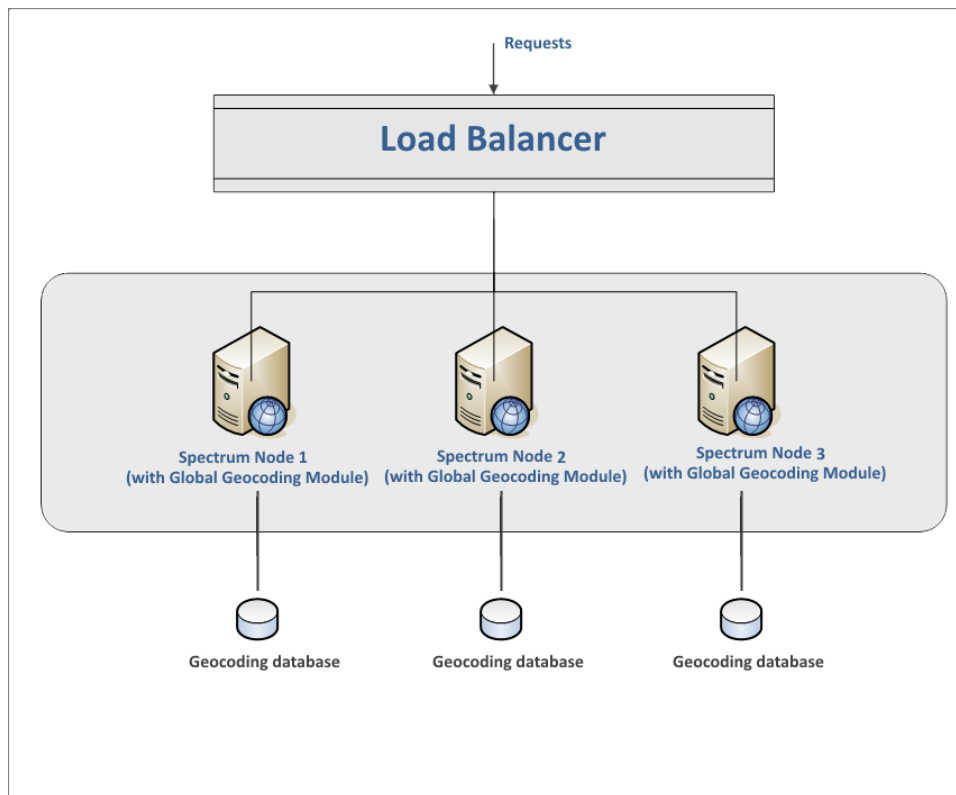 Requests
Load Balancer
Spectrum Node 1
(with Global Geocoding Module)
Spectrum Node 2
(with Global Geocoding Module)
Spectrum Node 3
(with Global Geocoding Module)
Geocoding database
Geocoding database
Geocoding database